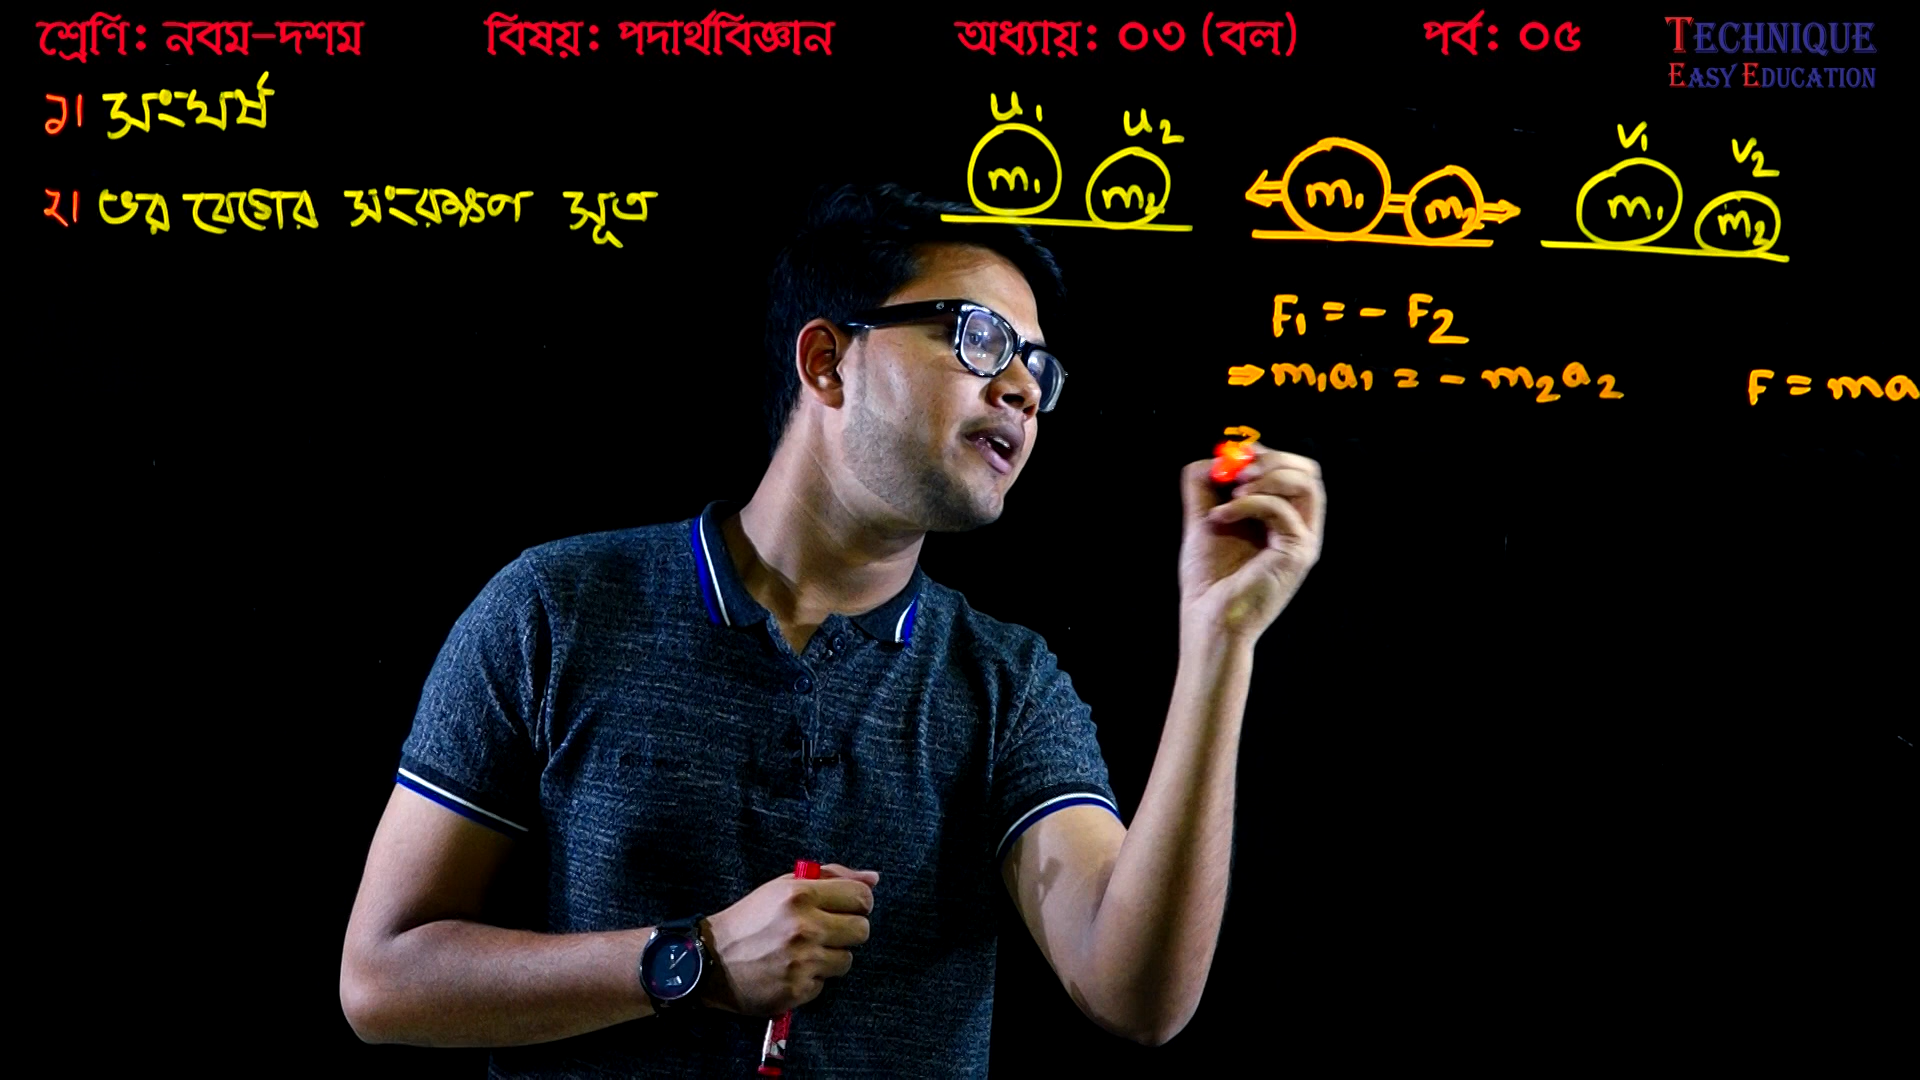 শ্রেণি: নবম-দশম বিষয়: পদার্থবিজ্ঞান অধ্যায়: ০৩ (বল) পর্ব: ০৫
TECHNIQUE
EASY EDUCATION
১। সংঘর্ষ
২। ভর বেগের সংরক্ষণ সূত্র
u₁ u₂ v₁ v₂
m₁ m₂ m₁ m₂ m₁ m₂
F₁ = - F₂
⇒ m₁a₁ = - m₂a₂ F = ma
⇒